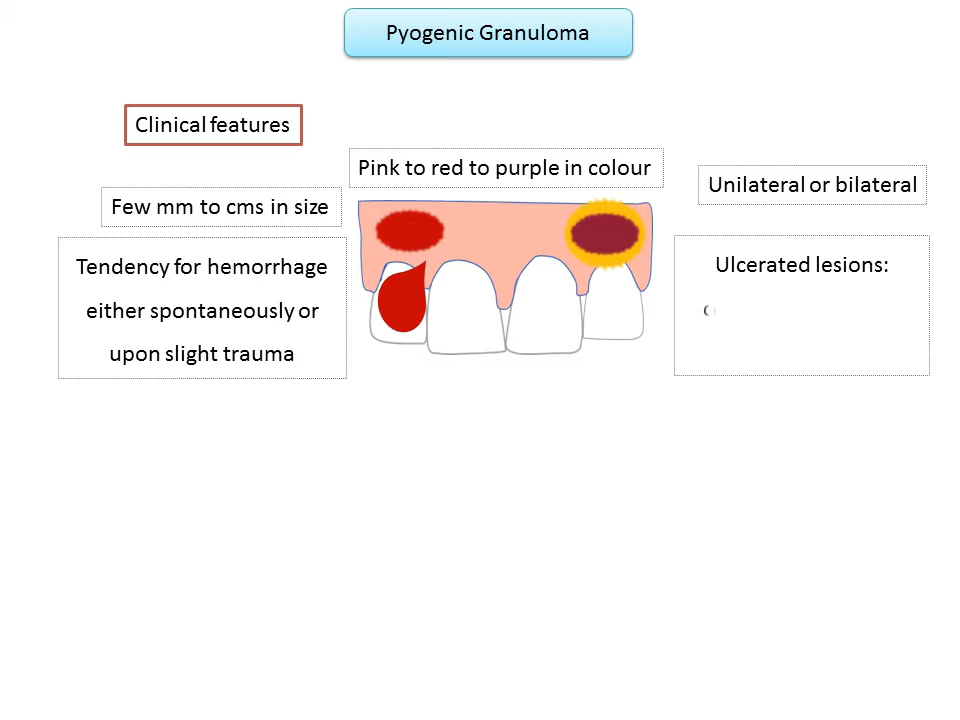 Pyogenic Granuloma
Clinical features
Pink to red to purple in colour
Unilateral or bilateral
Few mm to cms in size
Tendency for hemorrhage
either spontaneously or
upon slight trauma
Ulcerated lesions: